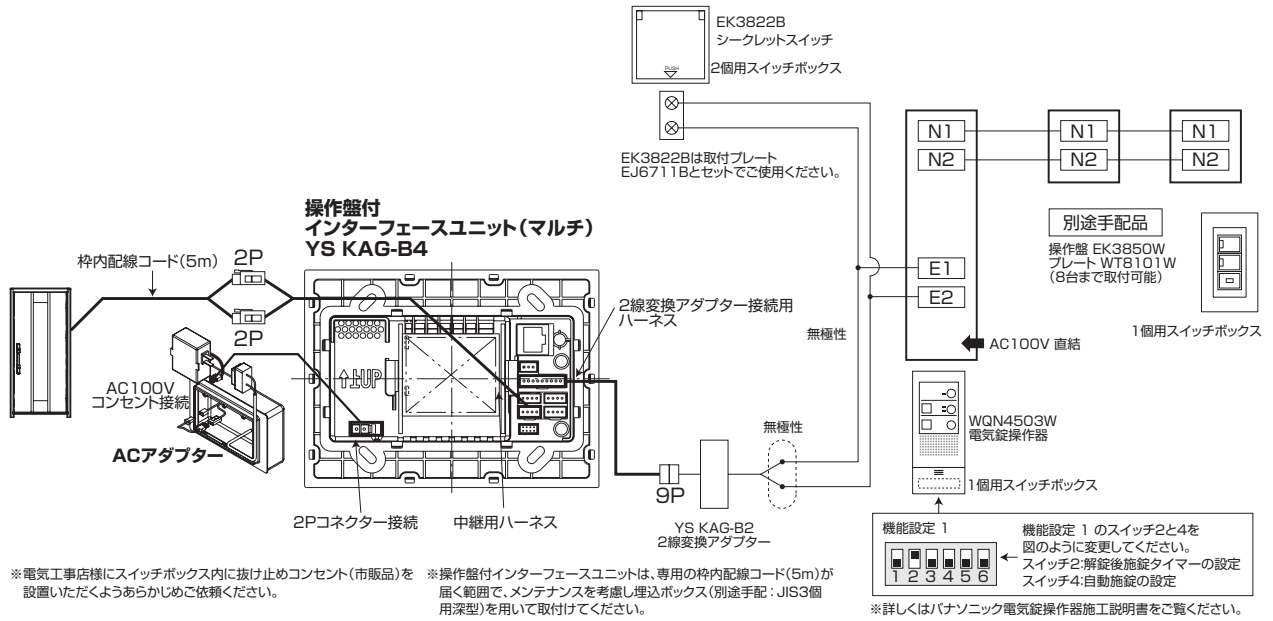 EK3822B
シークレットスイッチ
2個用スイッチボックス
PUSH
EK3822Bは取付プレート
EJ6711Bとセットでご使用ください。
N1
N2
N1
N2
N1
N2
E1
E2
AC100V 直結
別途手配品
操作盤 EK3850W
プレート WT8101W
(8台まで取付可能)
1個用スイッチボックス
操作盤付
インターフェースユニット(マルチ)
YS KAG-B4
枠内配線コード(5m)
2P
2P
2線変換アダプター接続用
ハーネス
無極性
AC100V
コンセント接続
ACアダプター
UP
2Pコネクター接続
中継用ハーネス
9P
YS KAG-B2
2線変換アダプター
無極性
WQN4503W
電気錠操作器
1個用スイッチボックス
機能設定 1
1 2 3 4 5 6
機能設定 1 のスイッチ2と4を
図のように変更してください。
スイッチ2:解錠後施錠タイマーの設定
スイッチ4:自動施錠の設定
※電気工事店様にスイッチボックス内に抜け止めコンセント(市販品)を
設置いただくようあらかじめご依頼ください。
※操作盤付インターフェースユニットは、専用の枠内配線コード(5m)が
届く範囲で、メンテナンスを考慮し埋込ボックス(別途手配:JIS3個
用深型)を用いて取付けてください。
※詳しくはパナソニック電気錠操作器施工説明書をご覧ください。